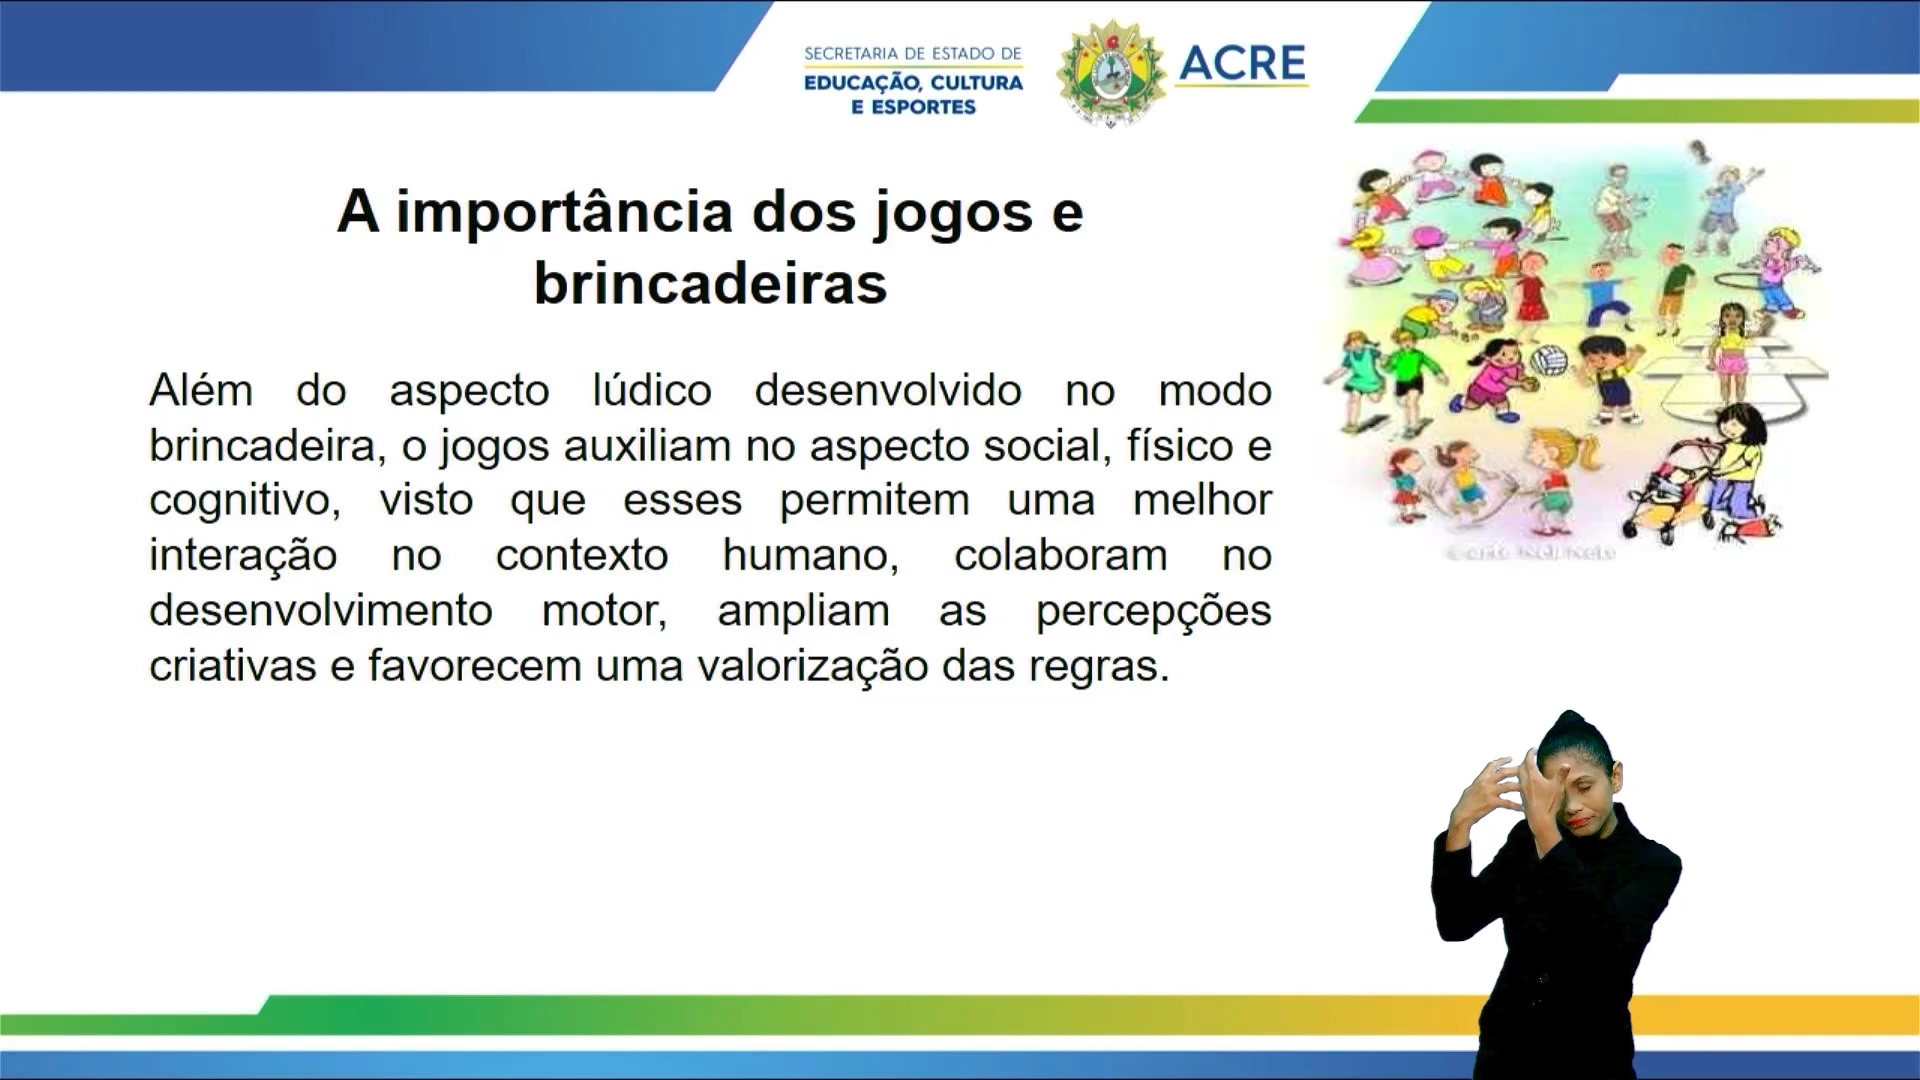 SECRETARIA DE ESTADO DE
EDUCAÇÃO, CULTURA
E ESPORTES
ACRE
A importância dos jogos e
brincadeiras
Além do aspecto lúdico desenvolvido no modo
brincadeira, o jogos auxiliam no aspecto social, físico e
cognitivo, visto que esses permitem uma melhor
interação no contexto humano, colaboram no
desenvolvimento motor, ampliam as percepções
criativas e favorecem uma valorização das regras.